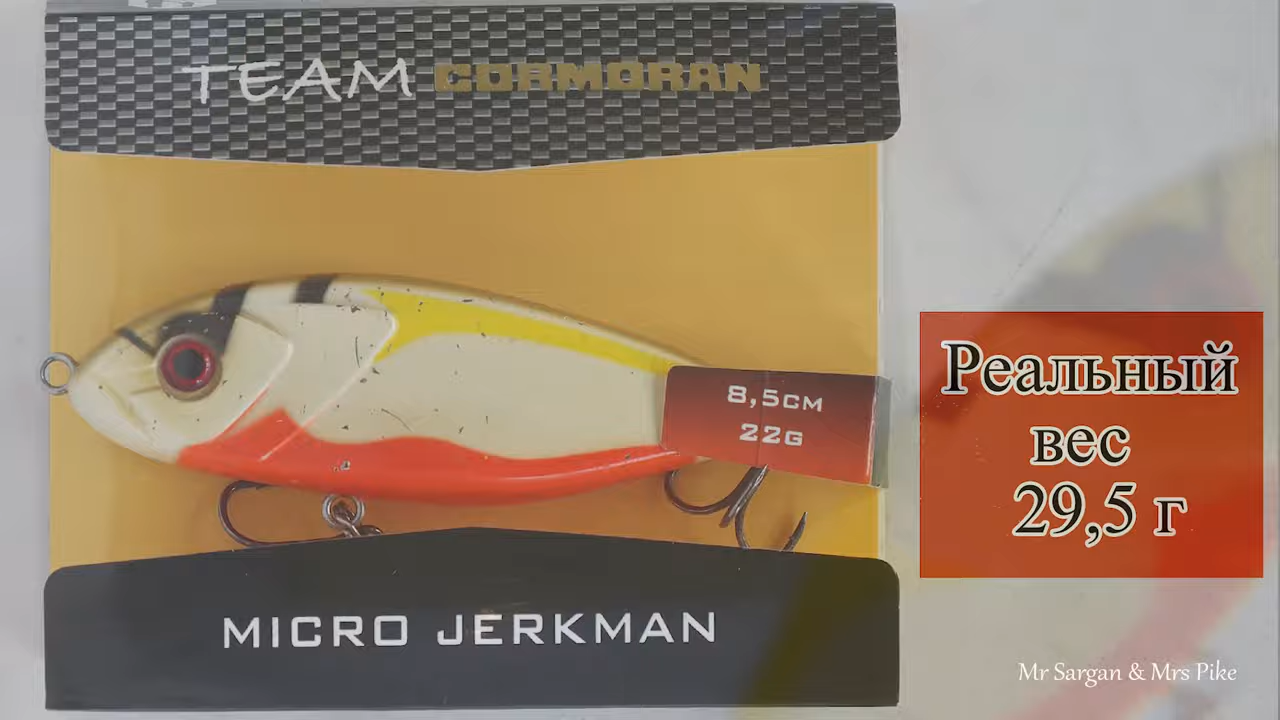 TEAM CORMORAN
8,5CM
22G
MICRO JERKMAN
Реальный
вес
29,5 г
Mr Sargan & Mrs Pike